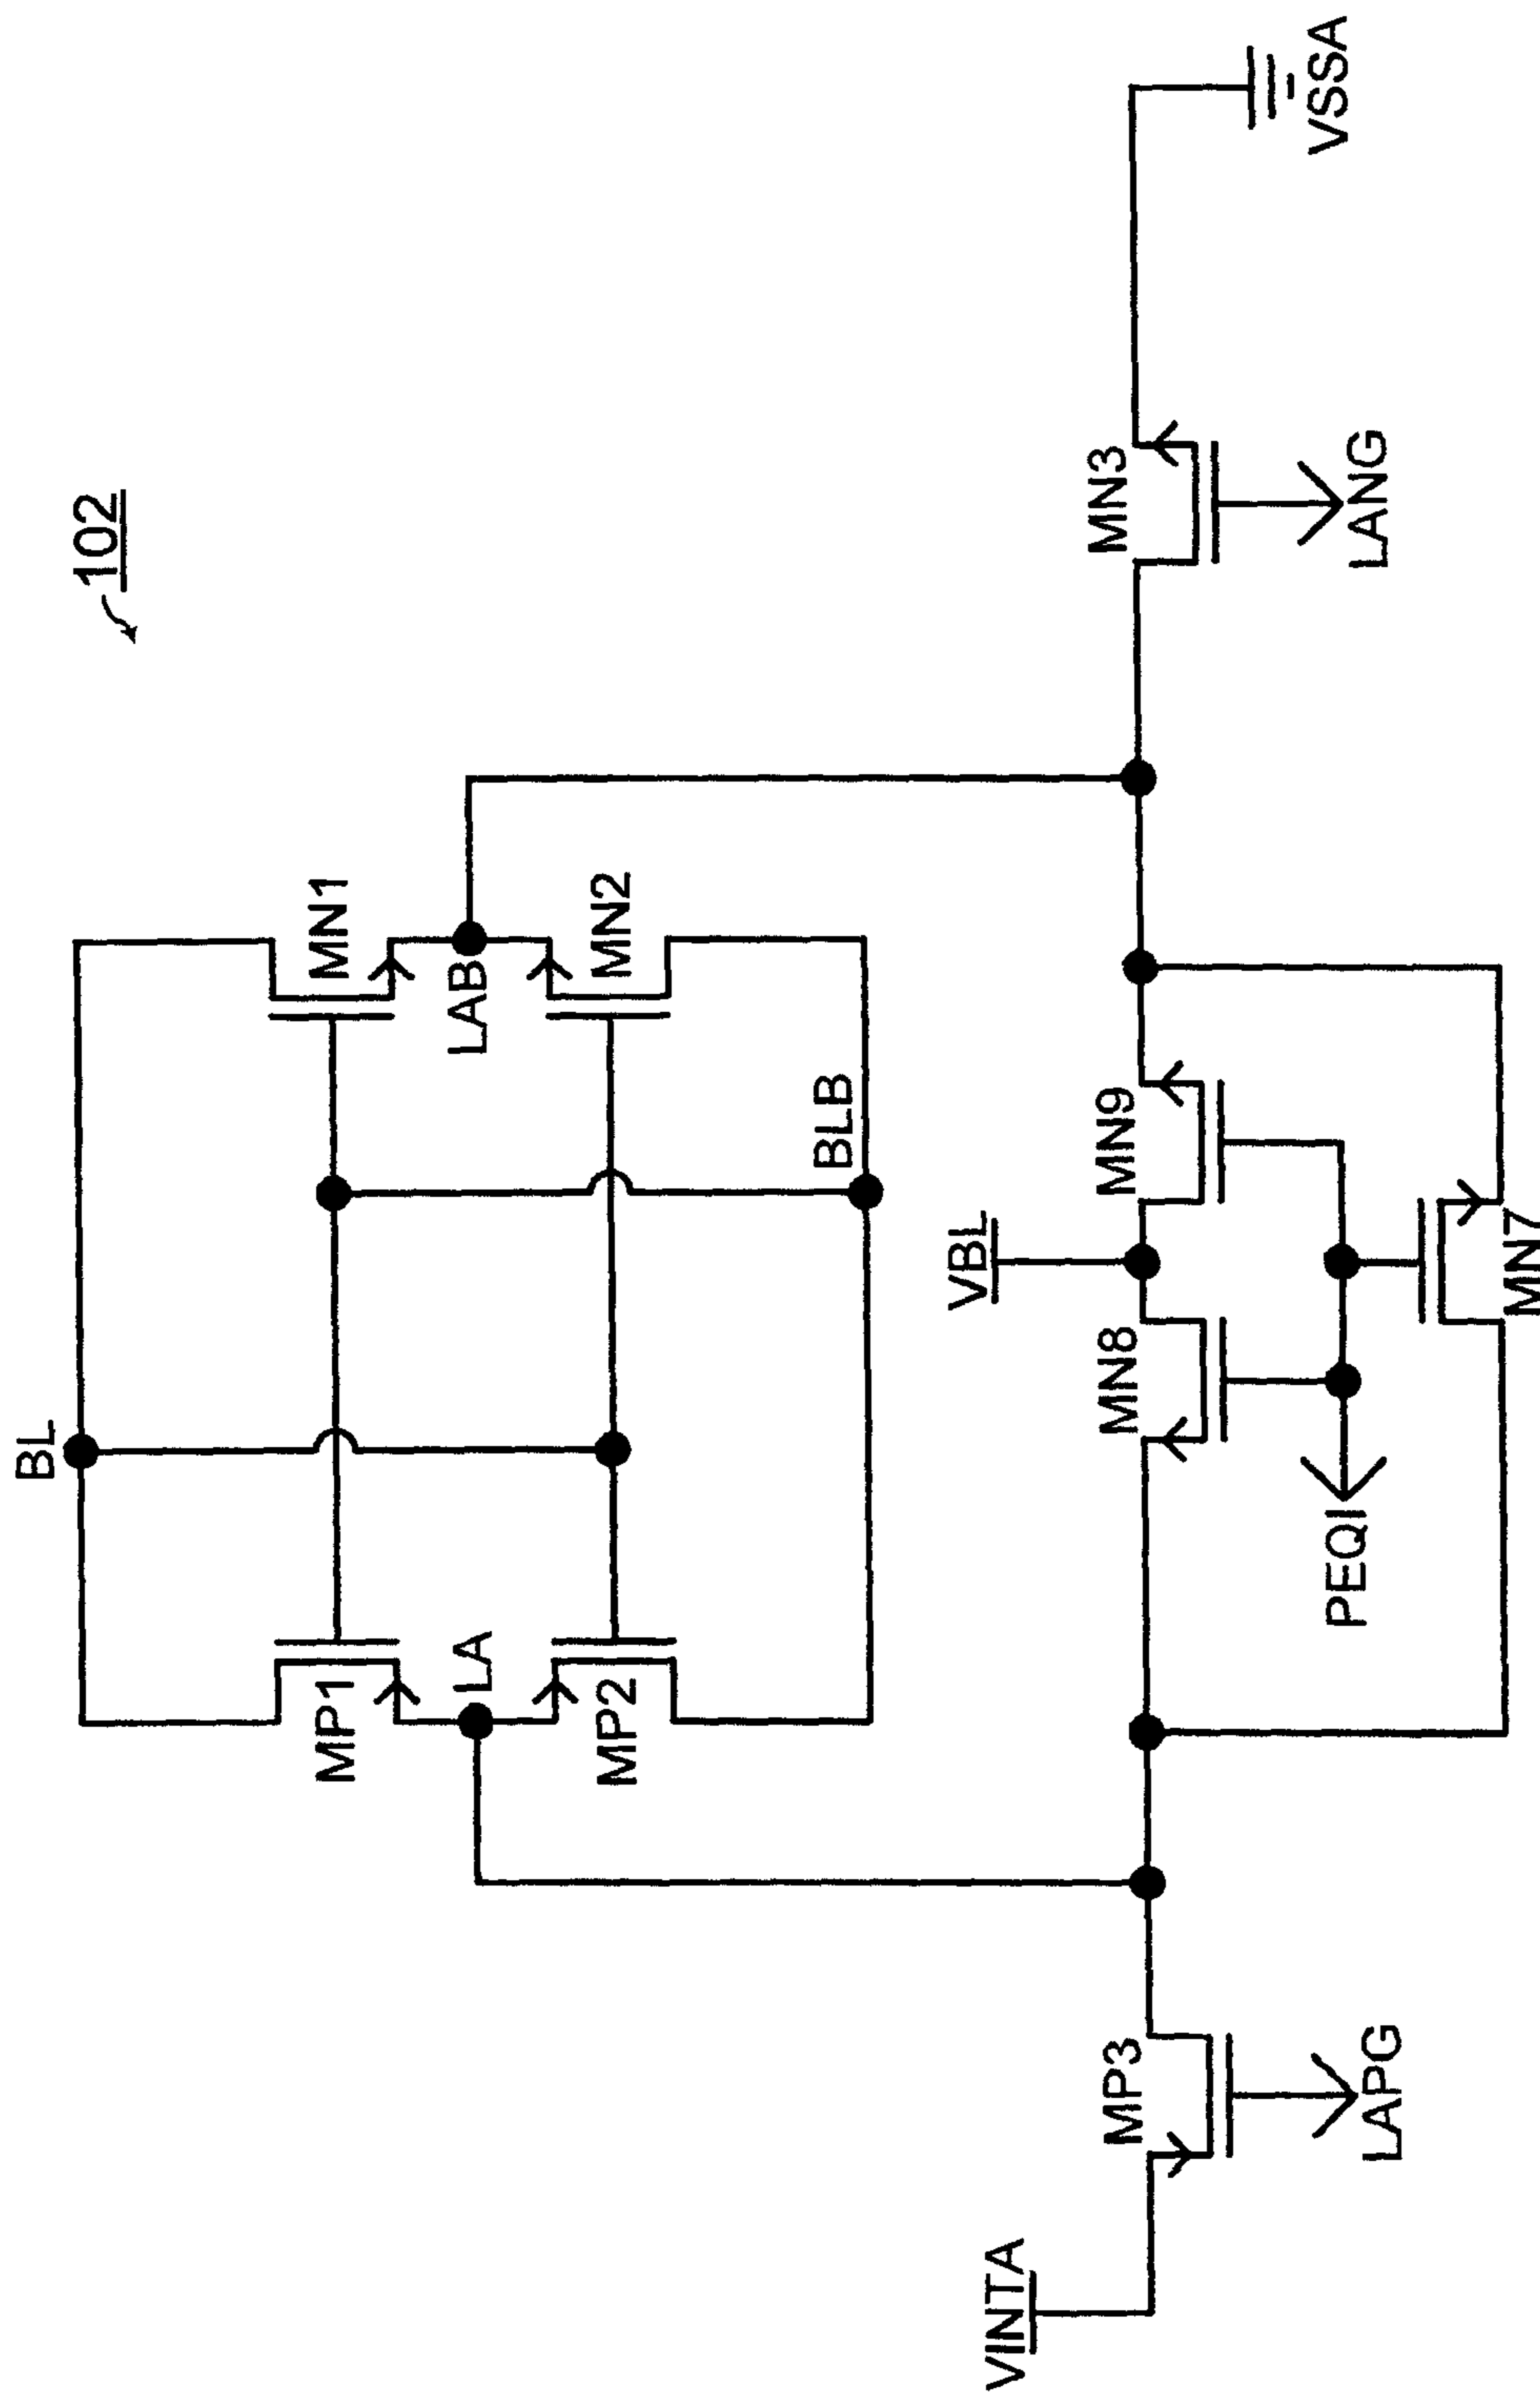 102
BL
MP1
MN1
LA
LAB
MP2
MN2
BLB
VINTA
VBL
MP3
MN8
MN9
MN3
LAPG
PEQI
LANG
VSSA
MN7